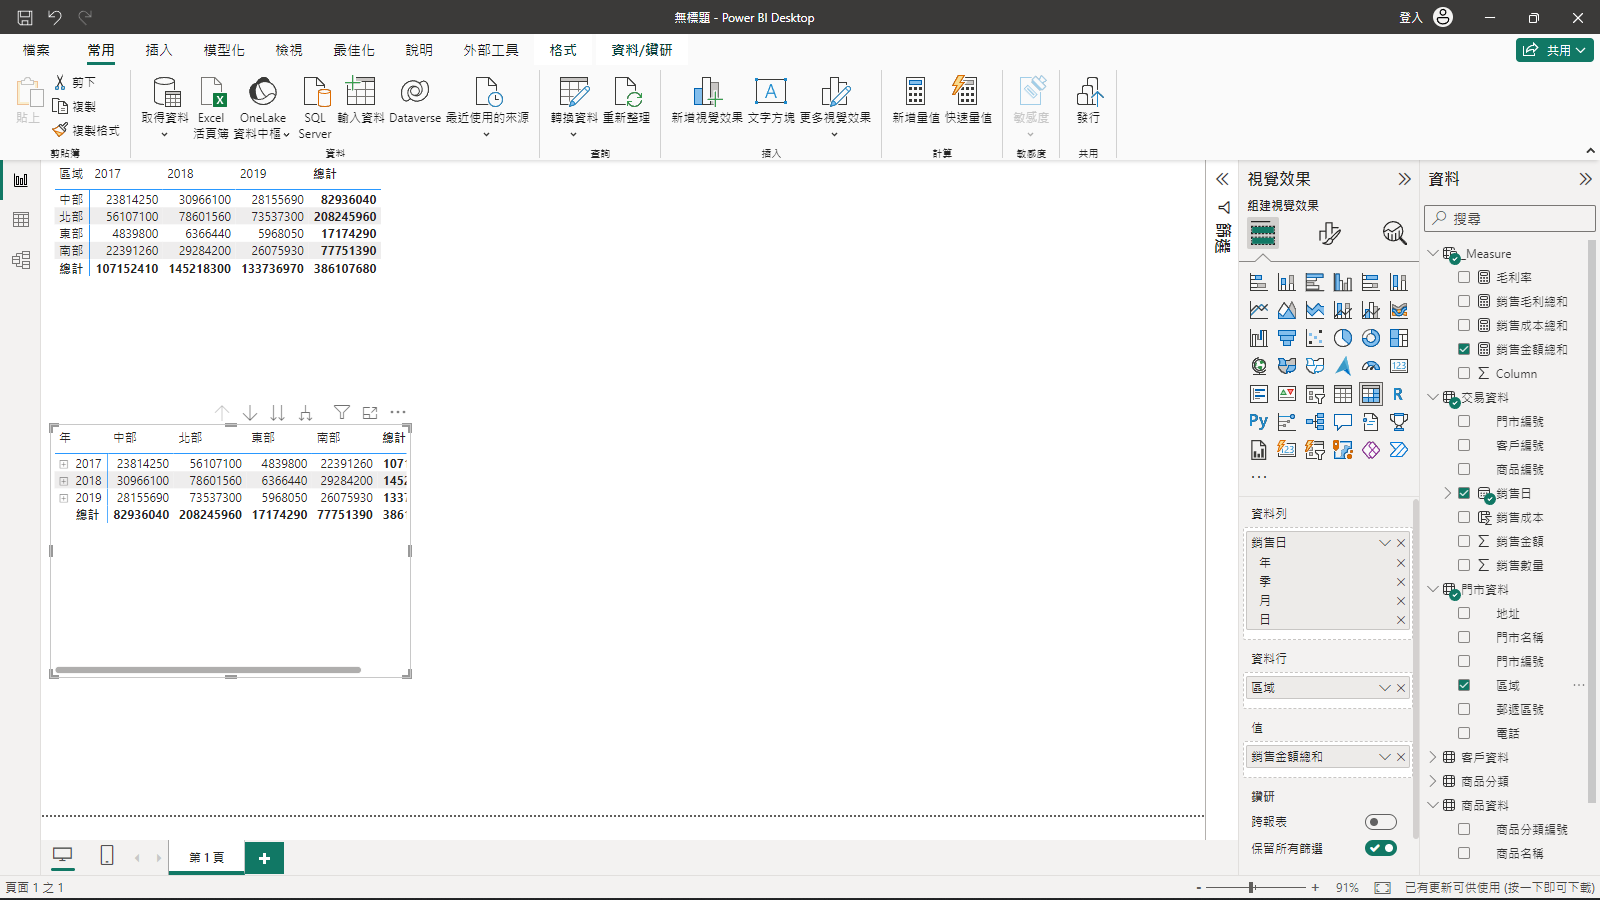 無標題 - Power BI Desktop
登入
檔案 常用 插入 模型化 檢視 最佳化 說明 外部工具 格式 資料/鑽研
共用
貼上
剪下
複製
複製格式
剪貼簿
取得資料
Excel 活頁簿
OneLake 資料中樞
SQL Server
輸入資料
Dataverse
最近使用的來源
資料
轉換資料
重新整理
查詢
新增視覺效果
文字方塊
更多視覺效果
插入
新增量值
快速量值
計算
敏感度
敏感度
發行
共用
區域 2017 2018 2019 總計
中部 23814250 30966100 28155690 82936040
北部 56107100 78601560 73537300 208245960
東部 4839800 6366440 5968050 17174290
南部 22391260 29284200 26075930 77751390
總計 107152410 145218300 133736970 386107680
年 中部 北部 東部 南部 總計
2017 23814250 56107100 4839800 22391260 1071
2018 30966100 78601560 6366440 29284200 1452
2019 28155690 73537300 5968050 26075930 1337
總計 82936040 208245960 17174290 77751390 3861
篩選
視覺效果
組建視覺效果
123
R
Py
123
資料列
銷售日
年
季
月
日
資料行
區域
值
銷售金額總和
鑽研
跨報表
保留所有篩選
資料
搜尋
_Measure
毛利率
銷售毛利總和
銷售成本總和
銷售金額總和
Column
交易資料
門市編號
客戶編號
商品編號
銷售日
銷售成本
銷售金額
銷售數量
門市資料
地址
門市名稱
門市編號
區域
郵遞區號
電話
客戶資料
商品分類
商品資料
商品分類編號
商品名稱
第 1 頁
頁面 1 之 1
- + 91%
已有更新可供使用 (按一下即可下載)